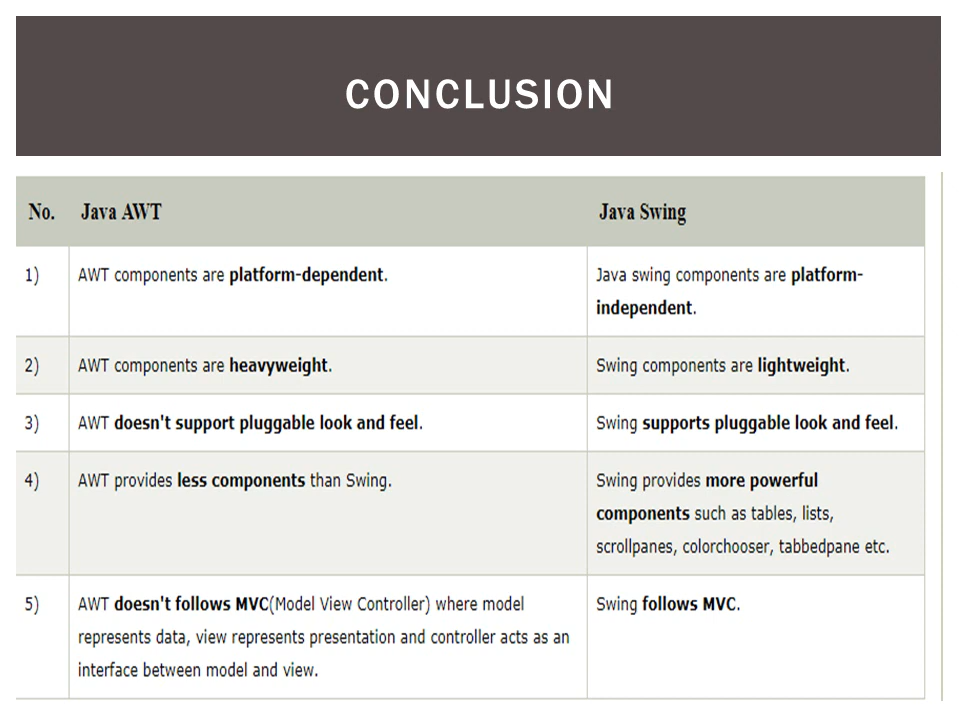 CONCLUSION
No. Java AWT Java Swing
1) AWT components are platform-dependent. Java swing components are platform-
independent.
2) AWT components are heavyweight. Swing components are lightweight.
3) AWT doesn't support pluggable look and feel. Swing supports pluggable look and feel.
4) AWT provides less components than Swing. Swing provides more powerful
components such as tables, lists,
scrollpanes, colorchooser, tabbedpane etc.
5) AWT doesn't follows MVC(Model View Controller) where model
represents data, view represents presentation and controller acts as an
interface between model and view.
Swing follows MVC.